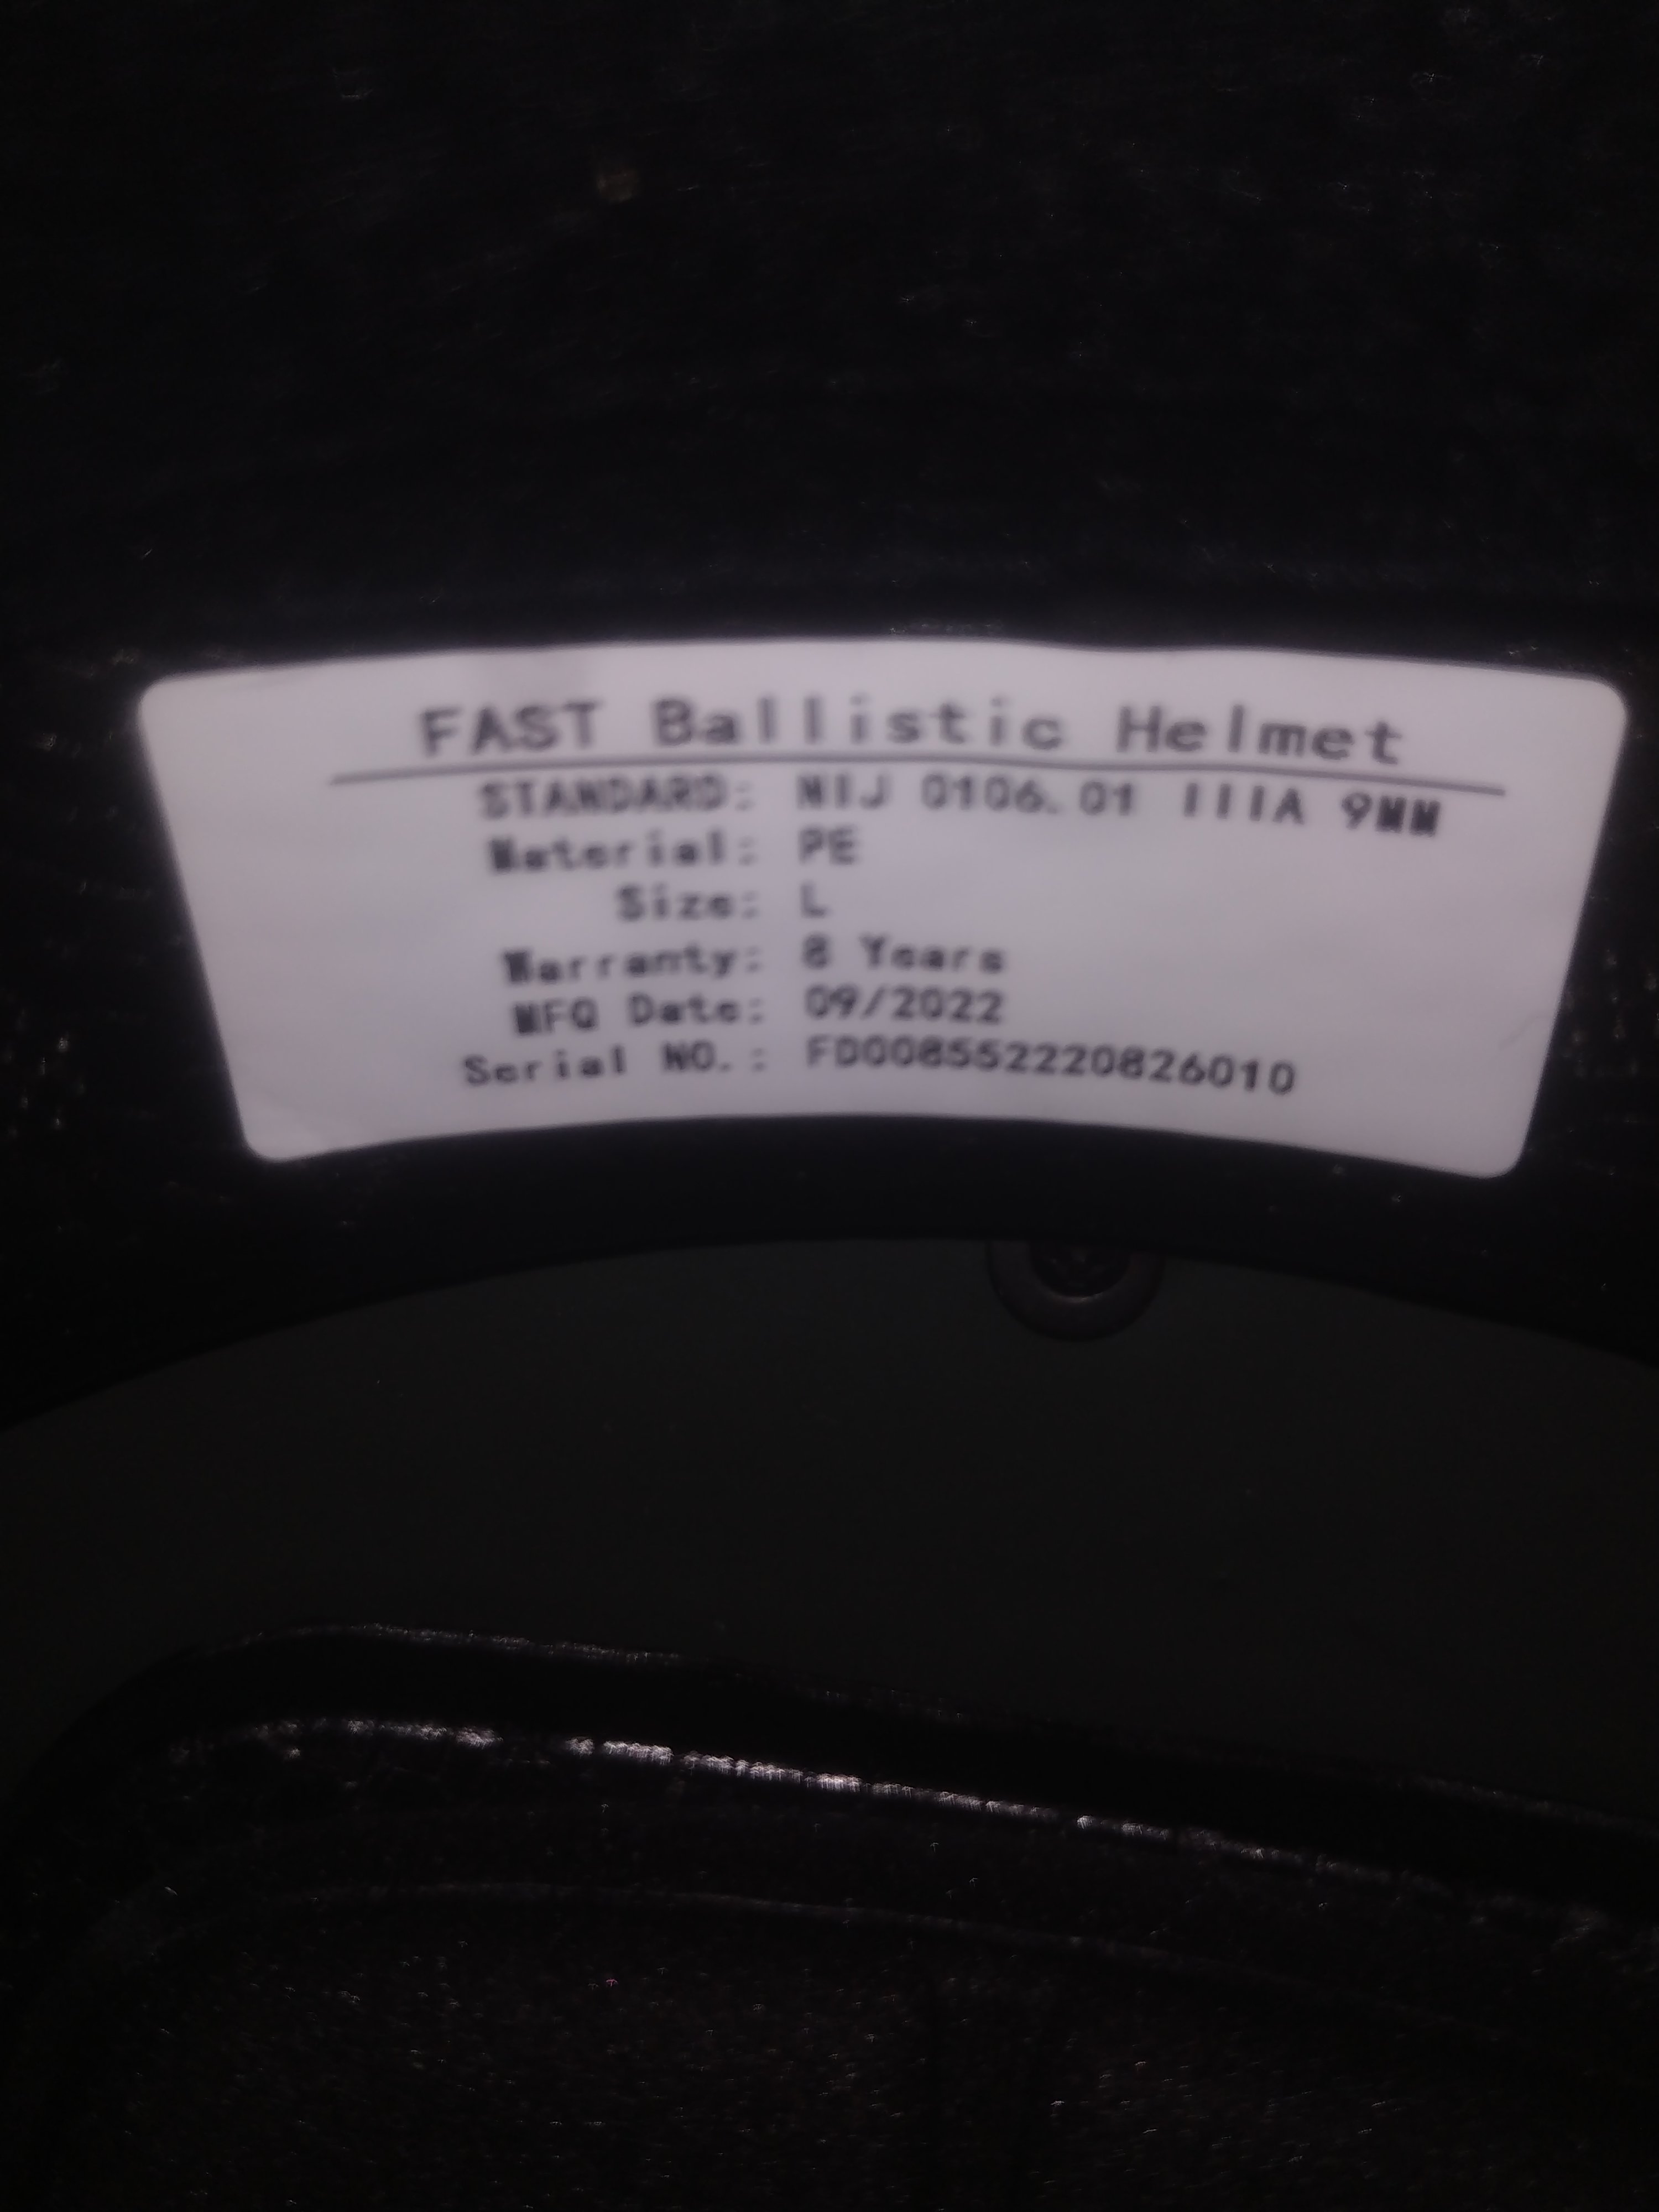 FAST Ballistic Helmet
STANDARD: NIJ 0106.01 IIIA 9MM
Material: PE
Size: L
Warranty: 8 Years
MFQ Date: 09/2022
Serial NO.: FD008552220826010